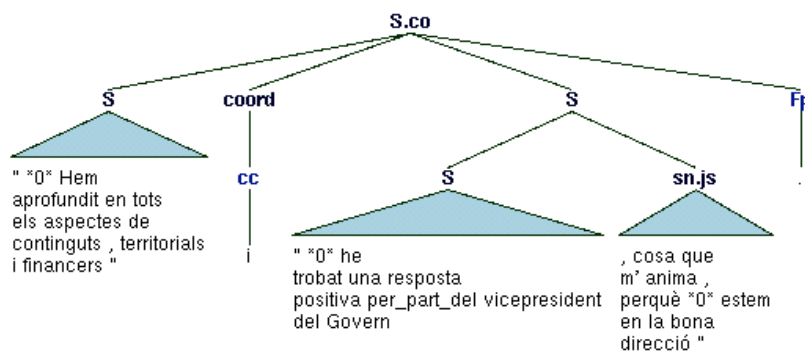 S.co
S coord S Fp
cc S sn.js .
" *0* Hem
aprofundit en tots
els aspectes de
continguts , territorials
i financers "
i
" *0* he
trobat una resposta
positiva per_part_del vicepresident
del Govern
, cosa que
m' anima ,
perquè *0* estem
en la bona
direcció "